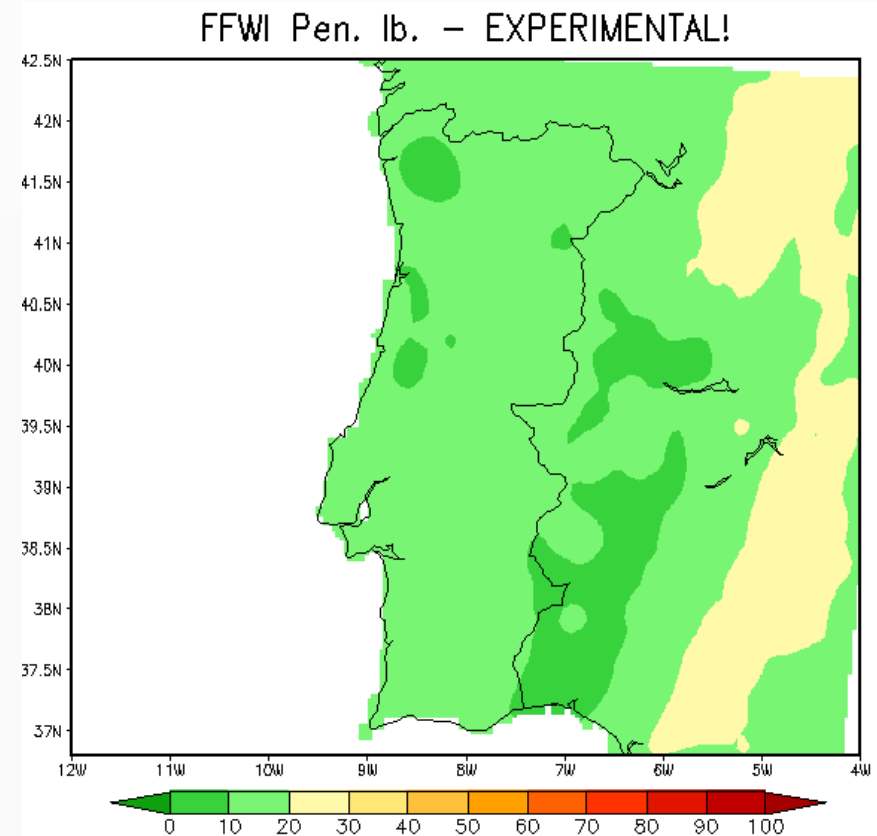 FFWI Pen. Ib. – EXPERIMENTAL!
42.5N
42N
41.5N
41N
40.5N
40N
39.5N
39N
38.5N
38N
37.5N
37N
12W 11W 10W 9W 8W 7W 6W 5W 4W
0 10 20 30 40 50 60 70 80 90 100